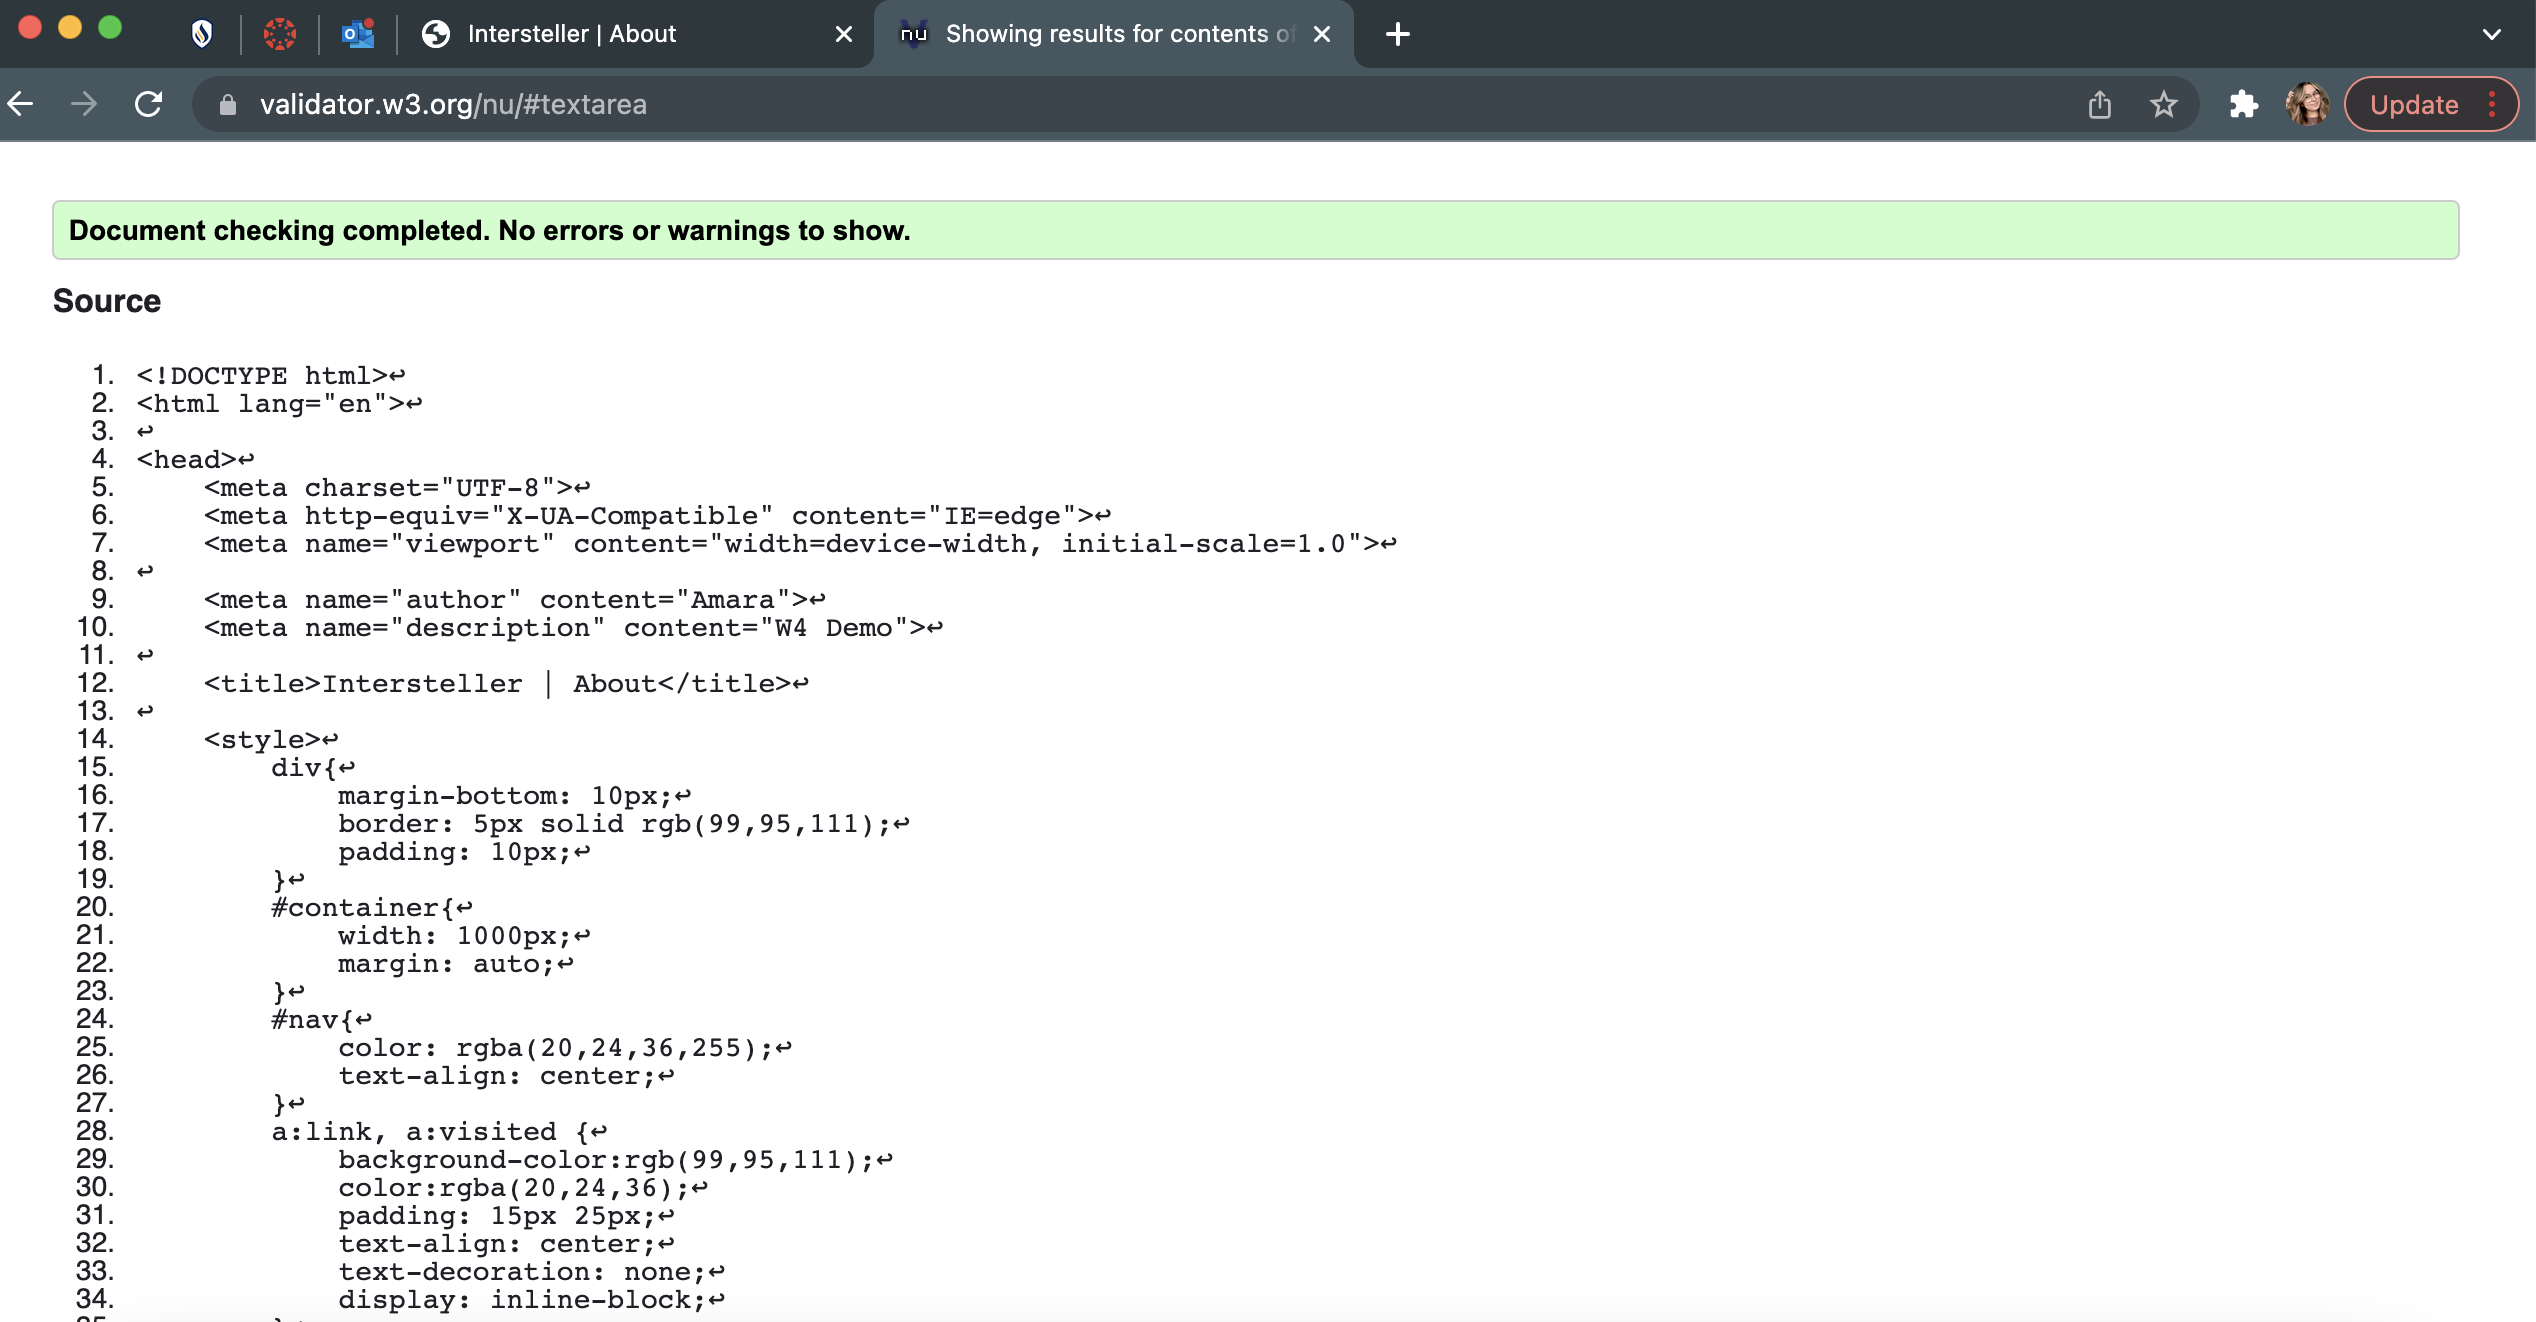 Intersteller | About
nu Showing results for contents of
validator.w3.org/nu/#textarea
Update
Document checking completed. No errors or warnings to show.
Source
1. <!DOCTYPE html>↩
2. <html lang="en">↩
3. ↩
4. <head>↩
5.     <meta charset="UTF-8">↩
6.     <meta http-equiv="X-UA-Compatible" content="IE=edge">↩
7.     <meta name="viewport" content="width=device-width, initial-scale=1.0">↩
8. ↩
9.     <meta name="author" content="Amara">↩
10.     <meta name="description" content="W4 Demo">↩
11. ↩
12.     <title>Intersteller | About</title>↩
13. ↩
14.     <style>↩
15.         div{↩
16.             margin-bottom: 10px;↩
17.             border: 5px solid rgb(99,95,111);↩
18.             padding: 10px;↩
19.         }↩
20.         #container{↩
21.             width: 1000px;↩
22.             margin: auto;↩
23.         }↩
24.         #nav{↩
25.             color: rgba(20,24,36,255);↩
26.             text-align: center;↩
27.         }↩
28.         a:link, a:visited {↩
29.             background-color:rgb(99,95,111);↩
30.             color:rgba(20,24,36);↩
31.             padding: 15px 25px;↩
32.             text-align: center;↩
33.             text-decoration: none;↩
34.             display: inline-block;↩